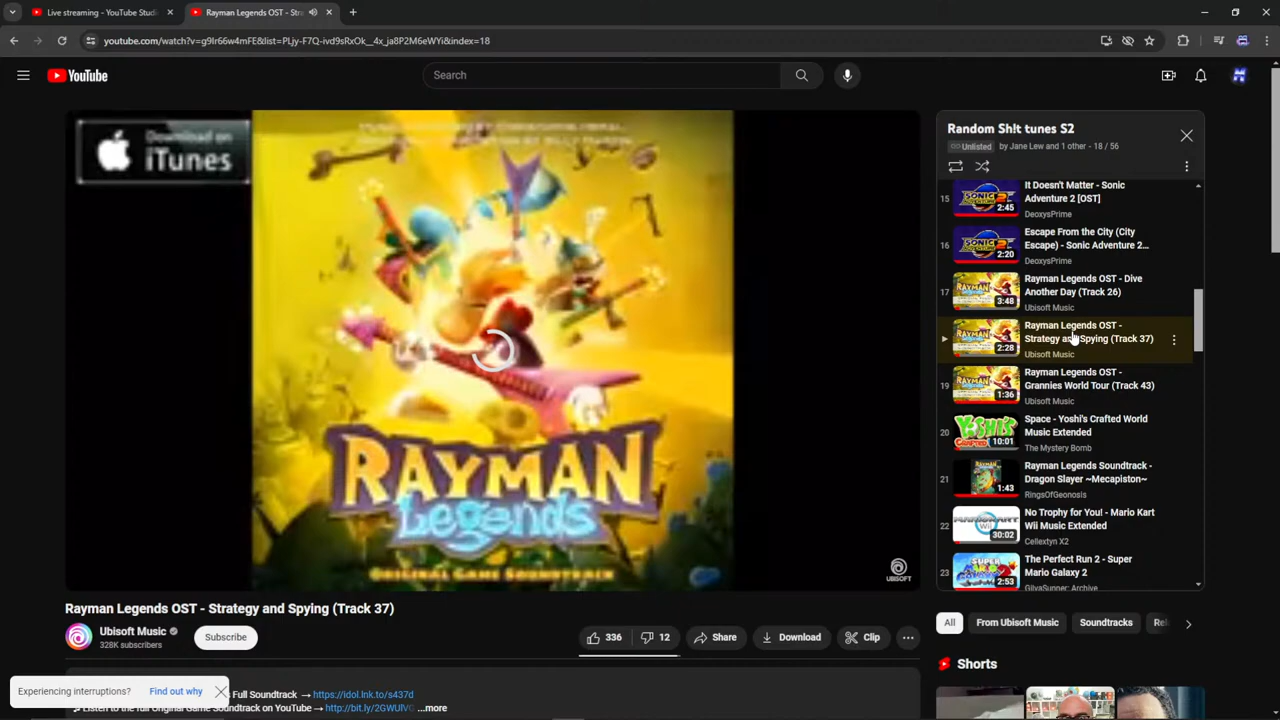 Live streaming - YouTube Studi
Rayman Legends OST - Stra
youtube.com/watch?v=g9lr66w4mFE&list=PLjy-F7Q-ivd9sRxOk__4x_ja8P2M6eWYi&index=18
YouTube
Search
Download on
iTunes
RAYMAN
Legends
ORIGINAL GAME SOUNDTRACK
UBISOFT
Random Sh!t tunes S2
Unlisted by Jane Lew and 1 other - 18 / 56
15
It Doesn't Matter - Sonic
Adventure 2 [OST]
DeoxysPrime
2:45
16
Escape From the City (City
Escape) - Sonic Adventure 2...
DeoxysPrime
2:20
17
Rayman Legends OST - Dive
Another Day (Track 26)
Ubisoft Music
3:48
Rayman Legends OST -
Strategy and Spying (Track 37)
Ubisoft Music
2:28
19
Rayman Legends OST -
Grannies World Tour (Track 43)
Ubisoft Music
1:36
20
Space - Yoshi's Crafted World
Music Extended
The Mystery Bomb
10:01
21
Rayman Legends Soundtrack -
Dragon Slayer ~Mecapiston~
RingsOfGeonosis
1:43
22
No Trophy for You! - Mario Kart
Wii Music Extended
Cellextyn X2
30:02
23
The Perfect Run 2 - Super
Mario Galaxy 2
GilvaSunner: Archive
2:53
Rayman Legends OST - Strategy and Spying (Track 37)
Ubisoft Music
328K subscribers
Subscribe
336
12
Share
Download
Clip
All
From Ubisoft Music
Soundtracks
Re
Shorts
Experiencing interruptions? Find out why
Full Soundtrack → https://idol.lnk.to/s437d
Listen to the full Original Game Soundtrack on YouTube → http://bit.ly/2GWUlVG ...more